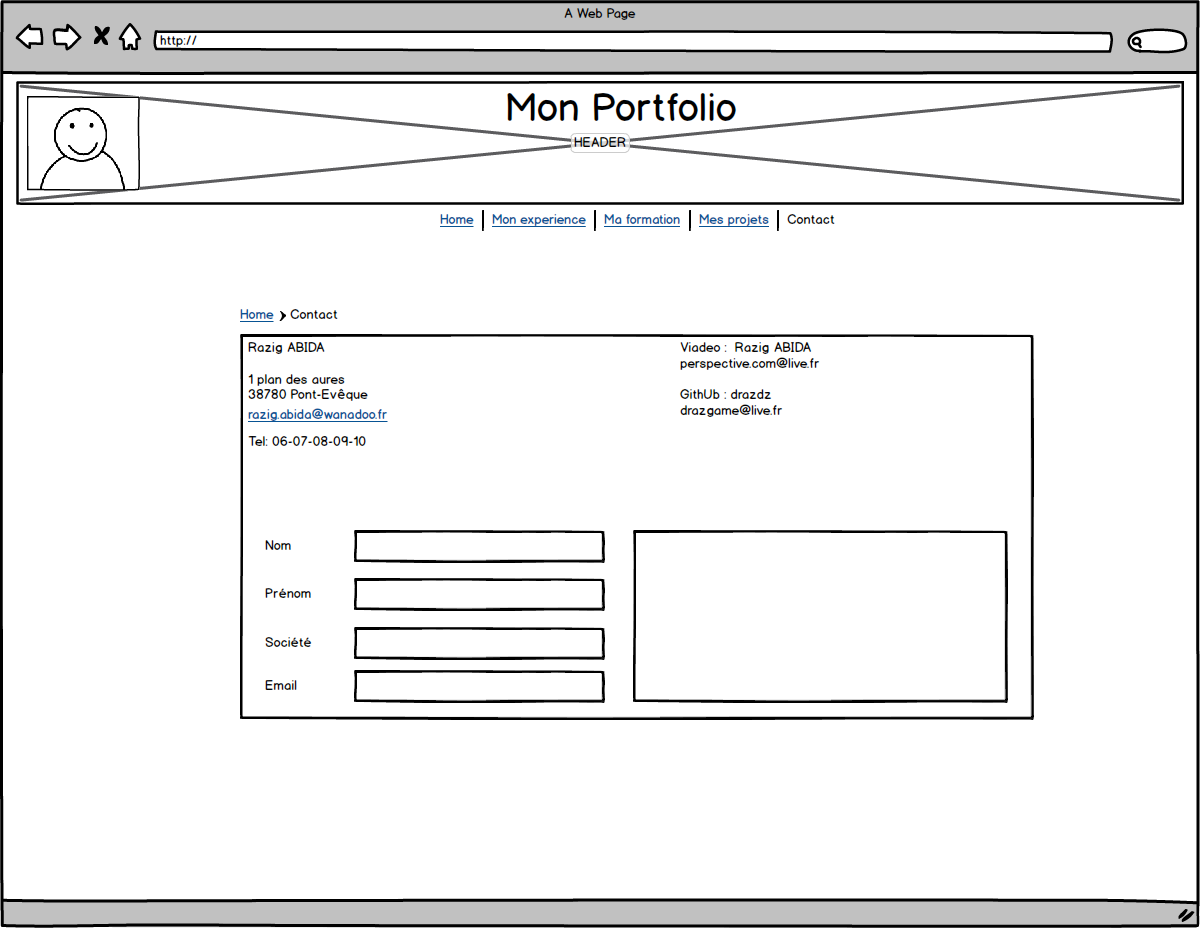 A Web Page
http://
Mon Portfolio
HEADER
Home Mon experience Ma formation Mes projets Contact
Home Contact
Razig ABIDA
1 plan des aures
38780 Pont-Evêque
razig.abida@wanadoo.fr
Tel: 06-07-08-09-10
Viadeo : Razig ABIDA
perspective.com@live.fr
GithUb : drazdz
drazgame@live.fr
Nom
Prénom
Société
Email